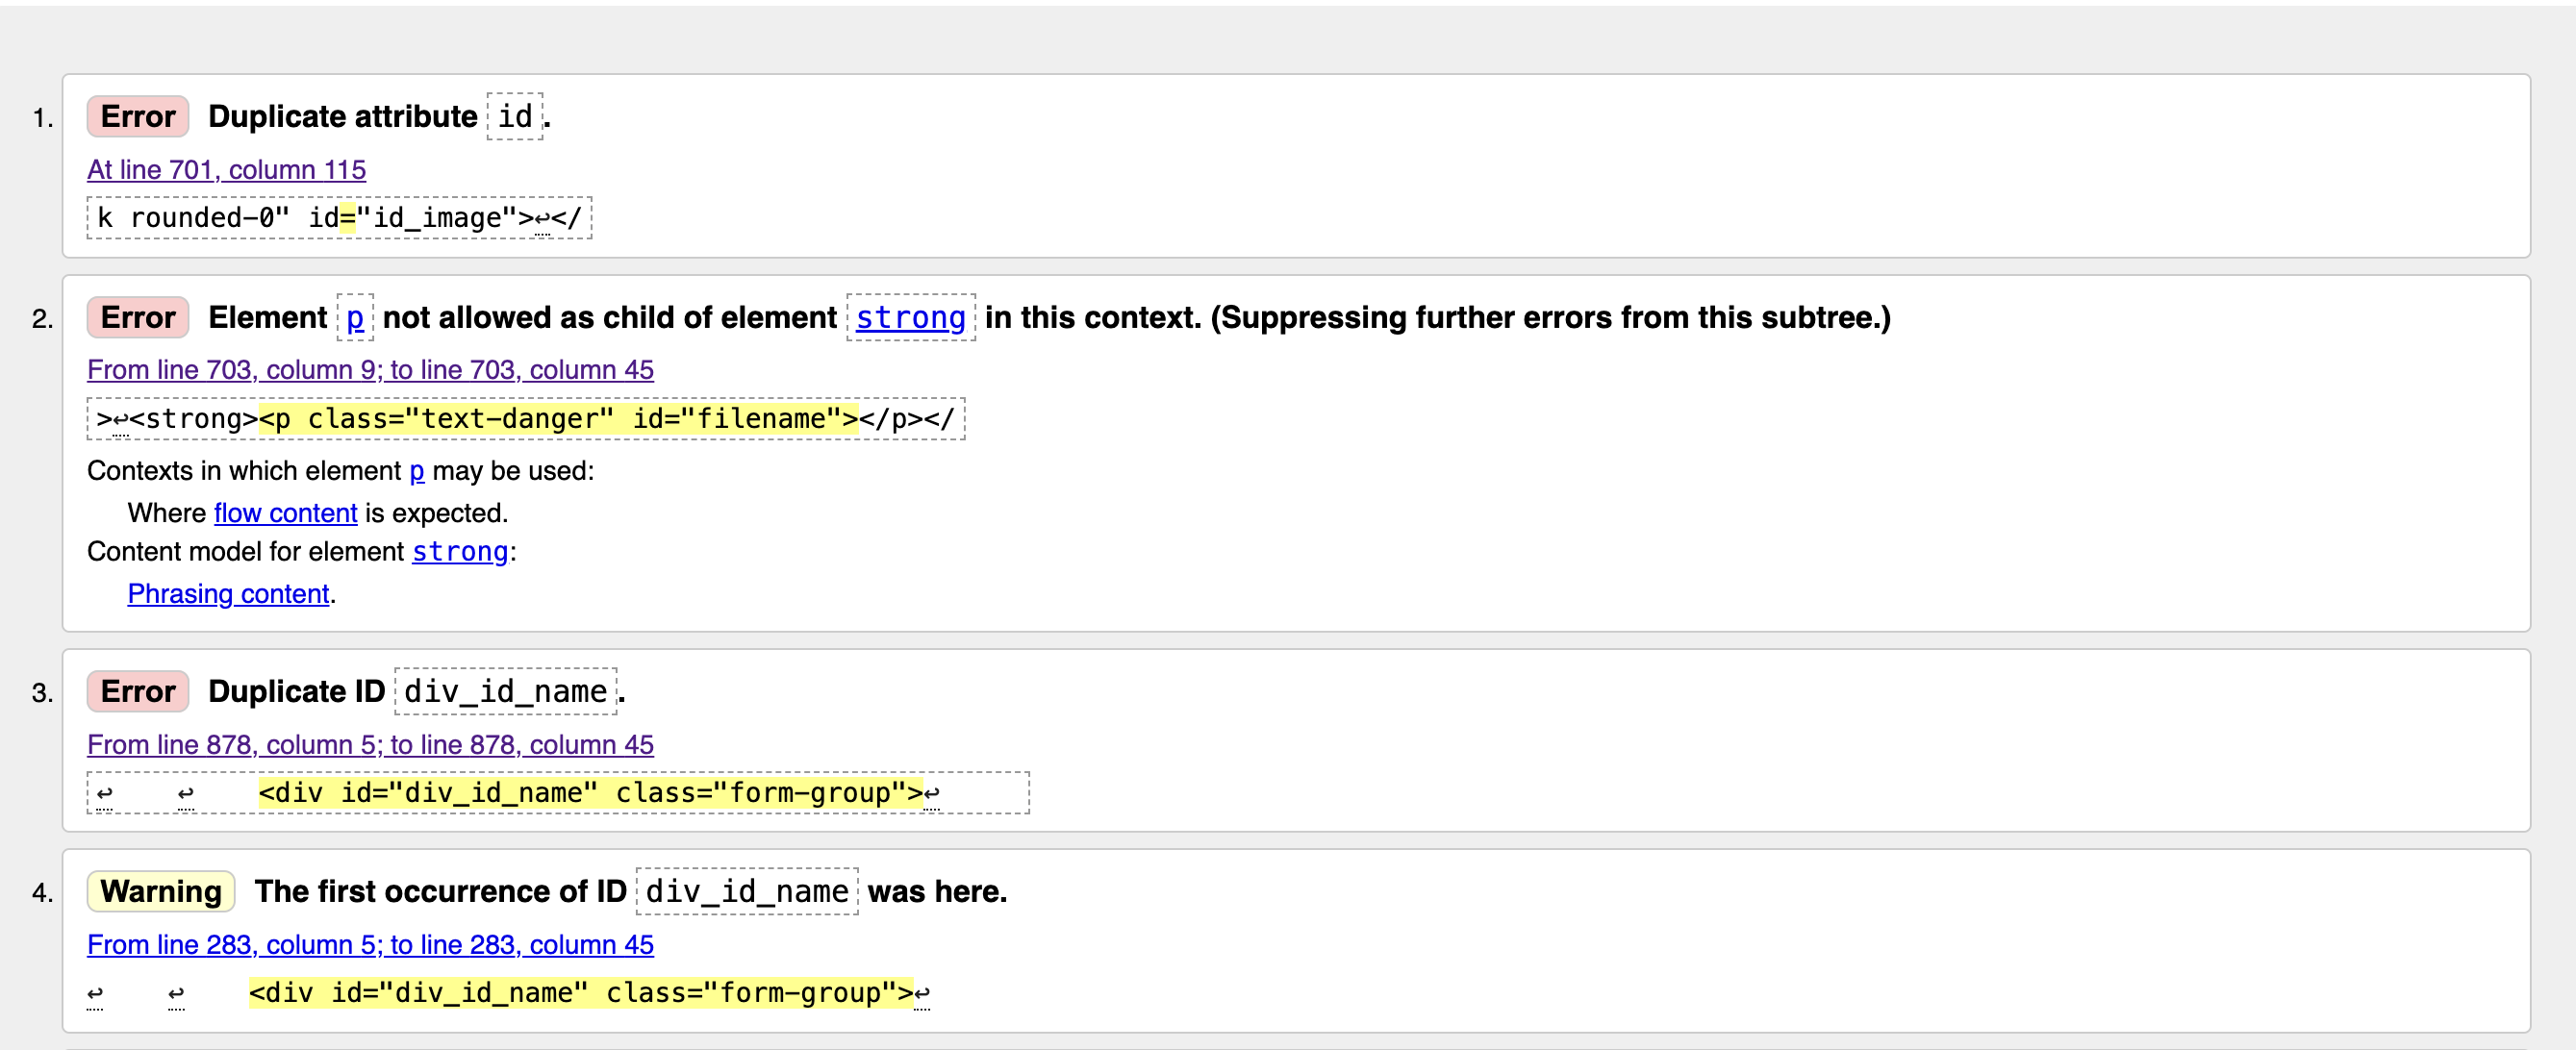 1. Error Duplicate attribute id.
At line 701, column 115
k rounded-0" id="id_image">↩</
2. Error Element p not allowed as child of element strong in this context. (Suppressing further errors from this subtree.)
From line 703, column 9; to line 703, column 45
>↩<strong><p class="text-danger" id="filename"></p></
Contexts in which element p may be used:
Where flow content is expected.
Content model for element strong:
Phrasing content.
3. Error Duplicate ID div_id_name.
From line 878, column 5; to line 878, column 45
↩    ↩    <div id="div_id_name" class="form-group">↩
4. Warning The first occurrence of ID div_id_name was here.
From line 283, column 5; to line 283, column 45
↩    ↩    <div id="div_id_name" class="form-group">↩